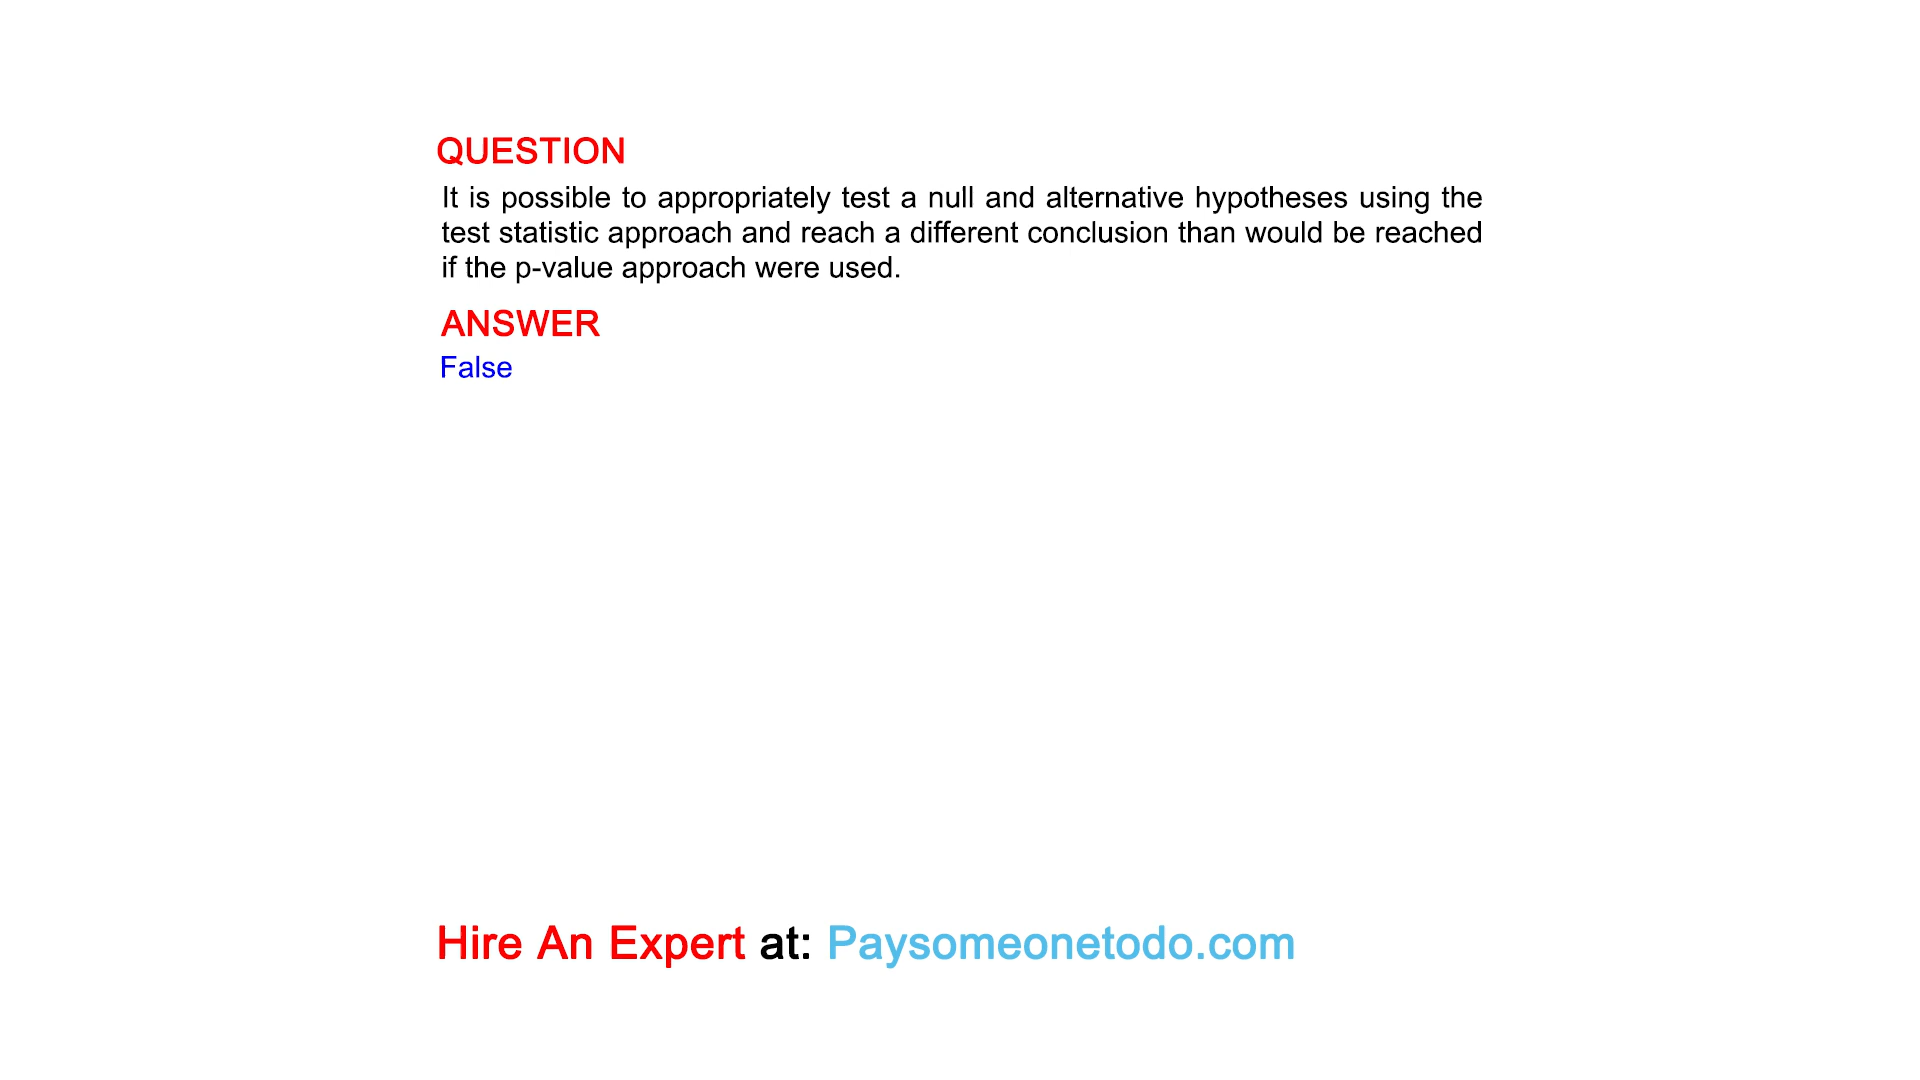 QUESTION
It is possible to appropriately test a null and alternative hypotheses using the
test statistic approach and reach a different conclusion than would be reached
if the p-value approach were used.
ANSWER
False
Hire An Expert at: Paysomeonetodo.com